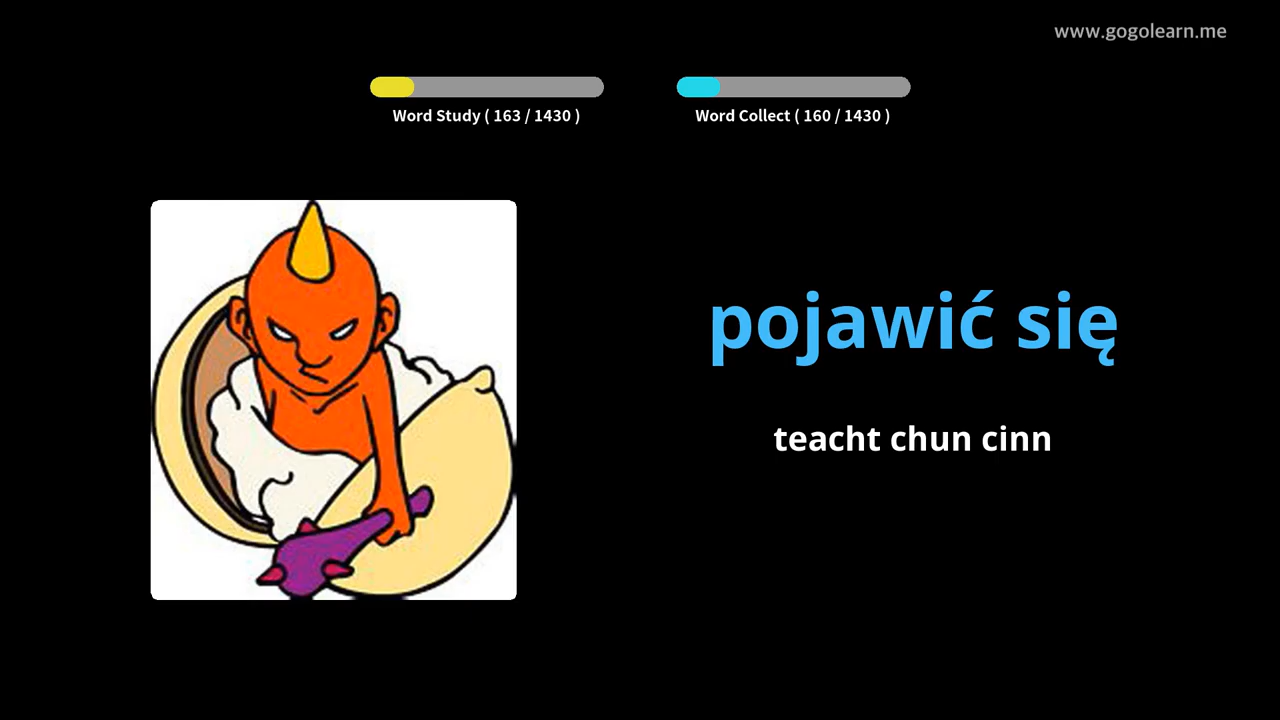 www.gogolearn.me
Word Study ( 163 / 1430 )
Word Collect ( 160 / 1430 )
pojawić się
teacht chun cinn